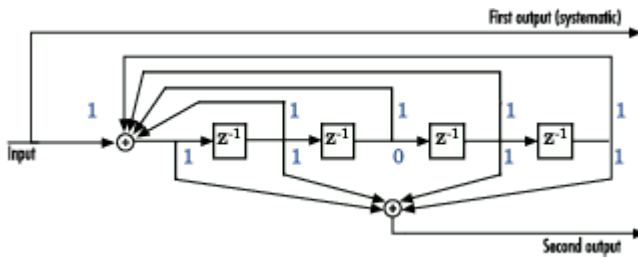 First output (systematic)
1 1 1 1 1
z-1 z-1 z-1 z-1
Input
1 1 0 1 1
Second output